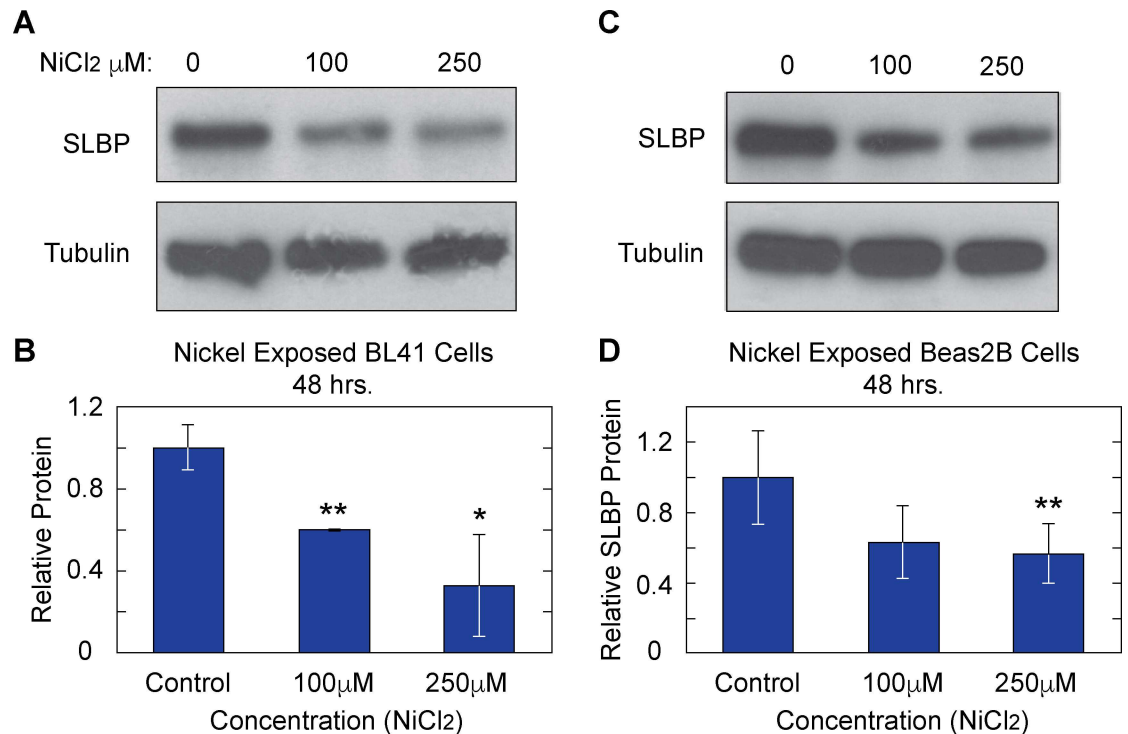 A
NiCl2 μM: 0 100 250
SLBP
Tubulin
C
0 100 250
SLBP
Tubulin
B
Nickel Exposed BL41 Cells
48 hrs.
Relative Protein
1.2
0.8
0.4
0
** *
Control 100μM 250μM
Concentration (NiCl2)
D
Nickel Exposed Beas2B Cells
48 hrs.
Relative SLBP Protein
1.2
0.8
0.4
0
**
Control 100μM 250μM
Concentration (NiCl2)